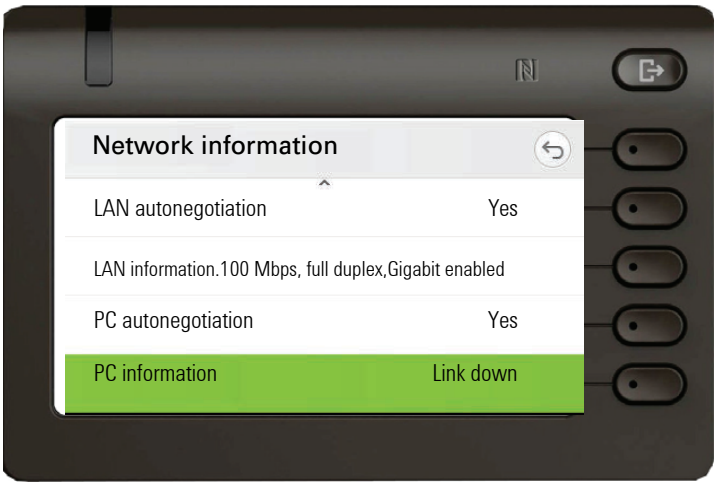 Network information
LAN autonegotiation Yes
LAN information.100 Mbps, full duplex,Gigabit enabled
PC autonegotiation Yes
PC information Link down